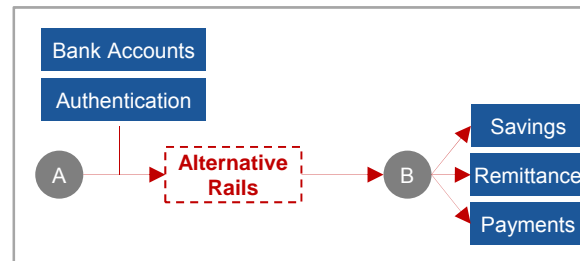 Bank Accounts
Authentication
A
Alternative
Rails
B
Savings
Remittance
Payments